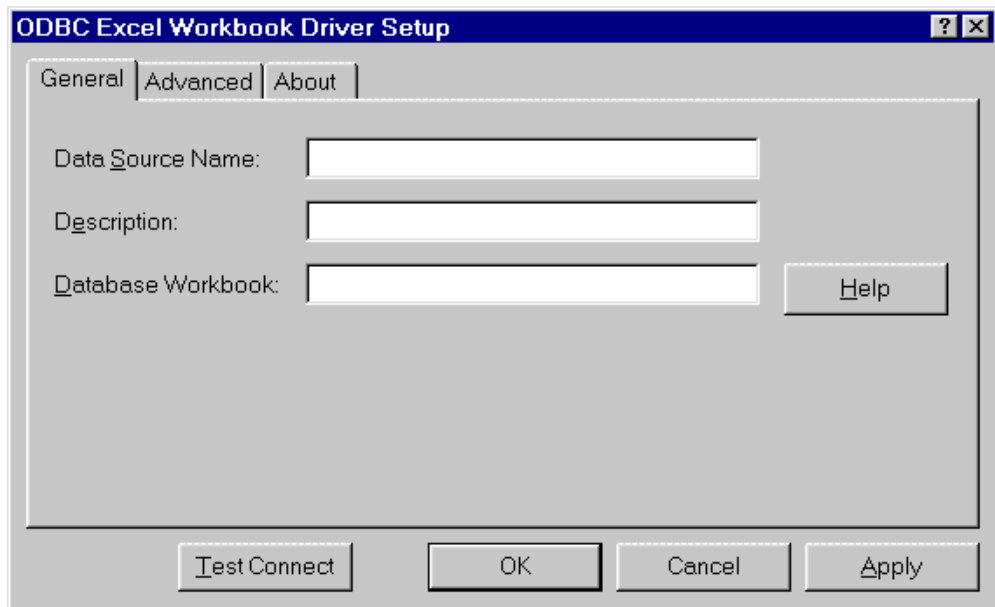 ODBC Excel Workbook Driver Setup ? X
General Advanced About
Data Source Name:
Description:
Database Workbook:
Help
Test Connect OK Cancel Apply